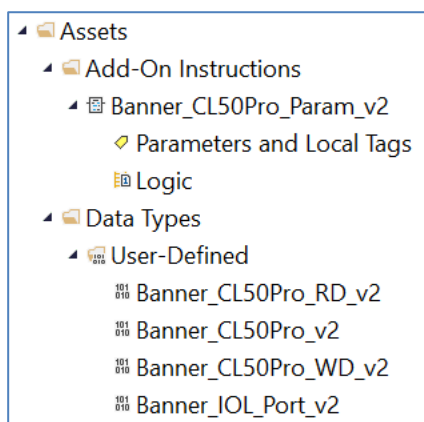 Assets
Add-On Instructions
Banner_CL50Pro_Param_v2
Parameters and Local Tags
Logic
Data Types
User-Defined
Banner_CL50Pro_RD_v2
Banner_CL50Pro_v2
Banner_CL50Pro_WD_v2
Banner_IOL_Port_v2